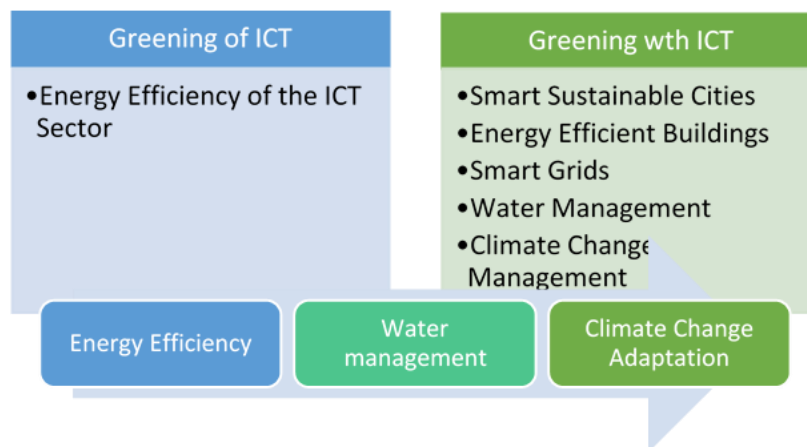 Greening of ICT
•Energy Efficiency of the ICT
Sector
Greening wth ICT
•Smart Sustainable Cities
•Energy Efficient Buildings
•Smart Grids
•Water Management
•Climate Change
Management
Energy Efficiency
Water
management
Climate Change
Adaptation